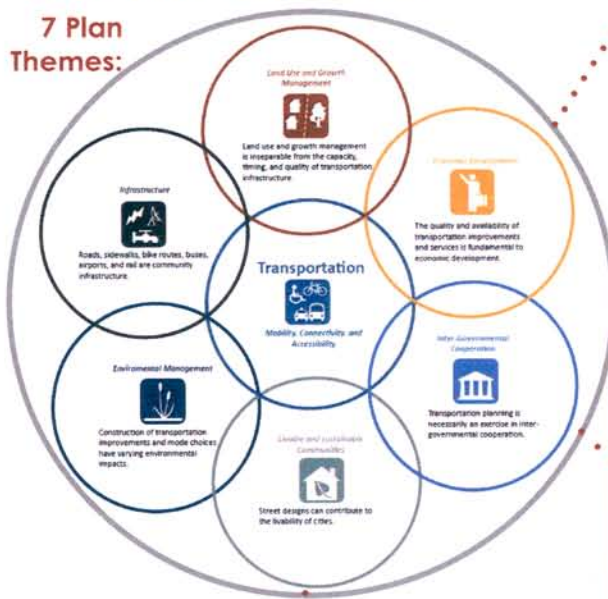 7 Plan
Themes:
Land Use and Growth
Management
Land use and growth management
is inseparable from the capacity,
timing, and quality of transportation
infrastructure.
Economic Development
The quality and availability of
transportation improvements
and services is fundamental to
economic development.
Infrastructure
Roads, sidewalks, bike routes, buses,
airports, and rail are community
infrastructure.
Transportation
Mobility, Connectivity, and
Accessibility
Inter-Governmental
Cooperation
Transportation planning is
necessarily an exercise in inter-
governmental cooperation.
Enviromental Management
Construction of transportation
improvements and mode choices
have varying environmental
impacts.
Livable and sustainable
Communities
Street designs can contribute to
the livability of cities.